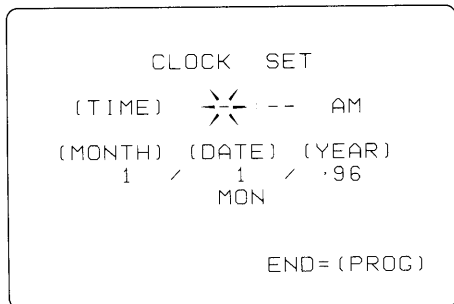 CLOCK SET
(TIME) - : -- AM
(MONTH) (DATE) (YEAR)
1 / 1 / '96
MON
END=(PROG)